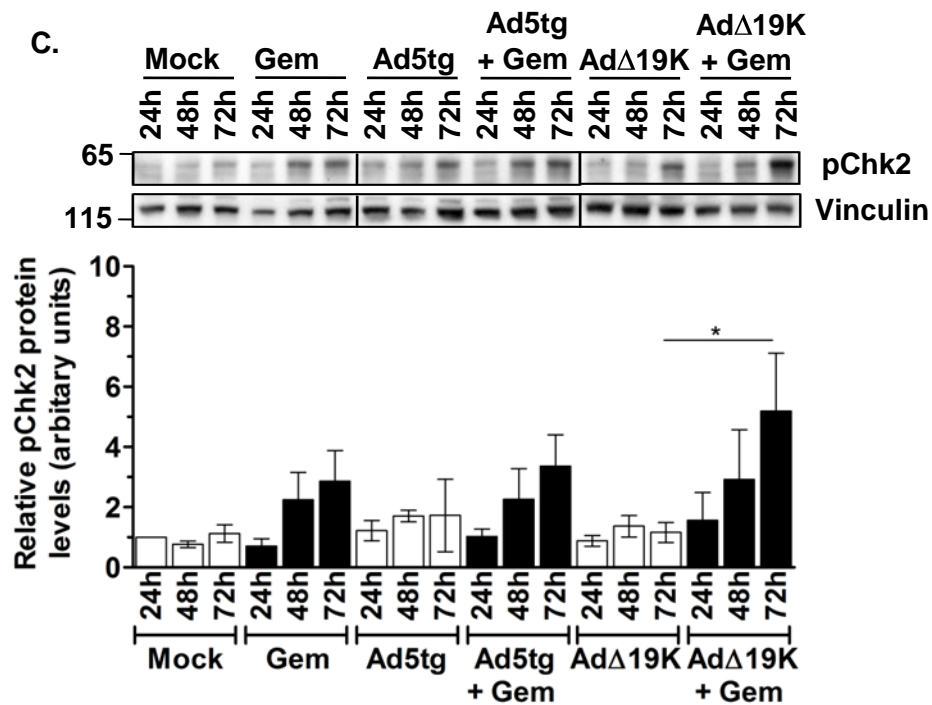 C.
Mock Gem Ad5tg Ad5tg + Gem AdΔ19K AdΔ19K + Gem
24h 48h 72h 24h 48h 72h 24h 48h 72h 24h 48h 72h 24h 48h 72h 24h 48h 72h
65 pChk2
115 Vinculin
Relative pChk2 protein
levels (arbitary units)
10
8
6
4
2
0
*
24h 48h 72h 24h 48h 72h 24h 48h 72h 24h 48h 72h 24h 48h 72h 24h 48h 72h
Mock Gem Ad5tg Ad5tg + Gem AdΔ19K AdΔ19K + Gem